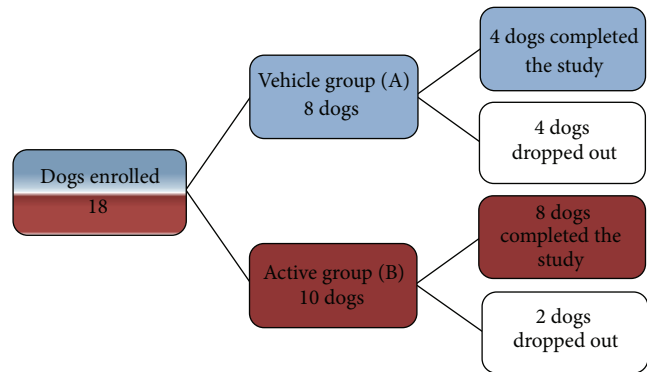 Dogs enrolled
18
Vehicle group (A)
8 dogs
4 dogs completed
the study
4 dogs
dropped out
Active group (B)
10 dogs
8 dogs
completed the
study
2 dogs
dropped out